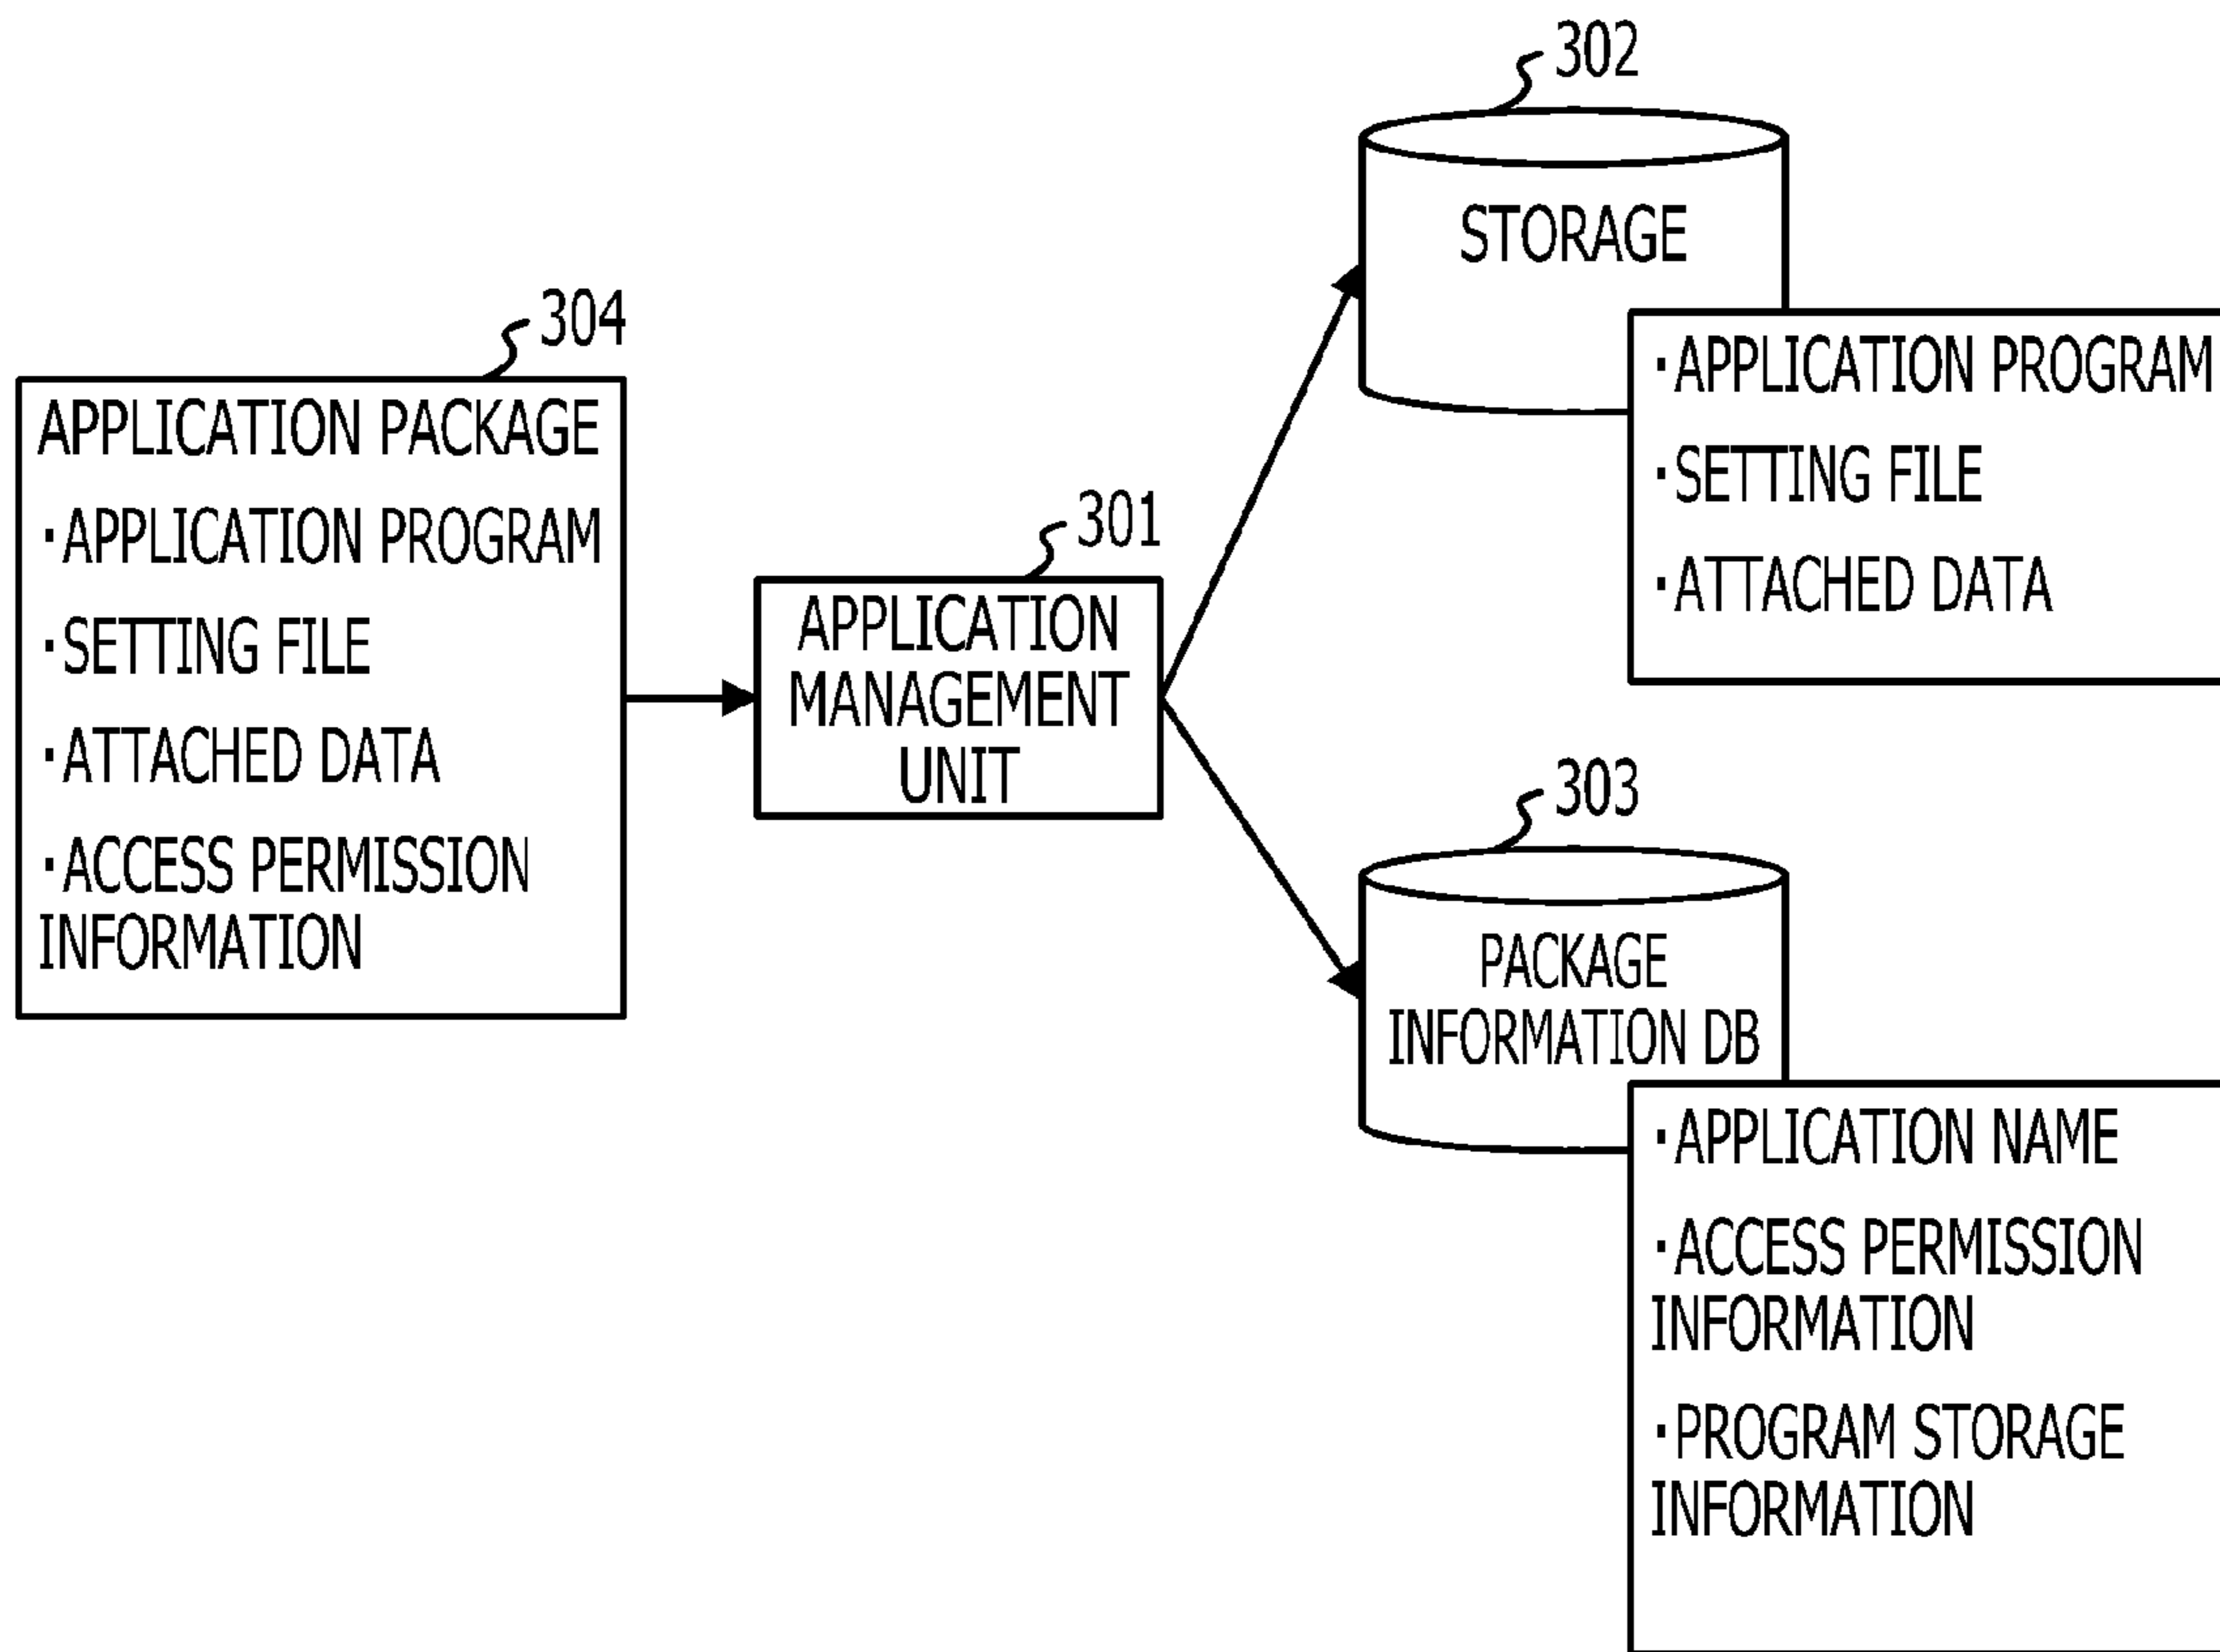 304
APPLICATION PACKAGE
·APPLICATION PROGRAM
·SETTING FILE
·ATTACHED DATA
·ACCESS PERMISSION
INFORMATION
301
APPLICATION
MANAGEMENT
UNIT
302
STORAGE
·APPLICATION PROGRAM
·SETTING FILE
·ATTACHED DATA
303
PACKAGE
INFORMATION DB
·APPLICATION NAME
·ACCESS PERMISSION
INFORMATION
·PROGRAM STORAGE
INFORMATION